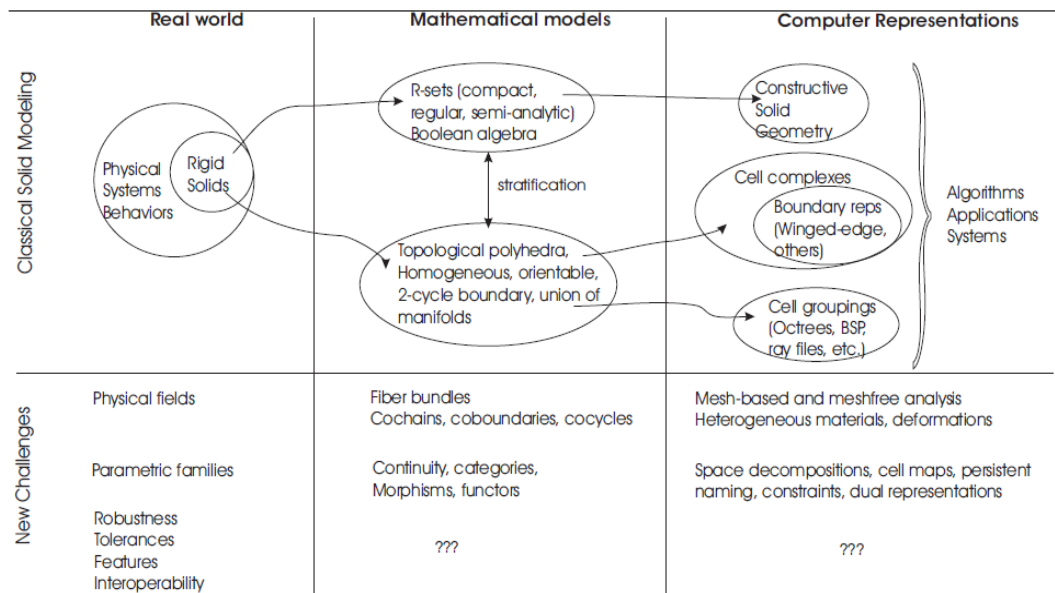 Real world
Mathematical models
Computer Representations
Classical Solid Modeling
Physical
Systems
Behaviors
Rigid
Solids
R-sets (compact,
regular, semi-analytic)
Boolean algebra
stratification
Topological polyhedra,
Homogeneous, orientable,
2-cycle boundary, union of
manifolds
Constructive
Solid
Geometry
Cell complexes
Boundary reps
(Winged-edge,
others)
Cell groupings
(Octrees, BSP,
ray files, etc.)
Algorithms
Applications
Systems
New Challenges
Physical fields
Fiber bundles
Cochains, coboundaries, cocycles
Mesh-based and meshfree analysis
Heterogeneous materials, deformations
Parametric families
Continuity, categories,
Morphisms, functors
Space decompositions, cell maps, persistent
naming, constraints, dual representations
Robustness
Tolerances
Features
Interoperability
???
???